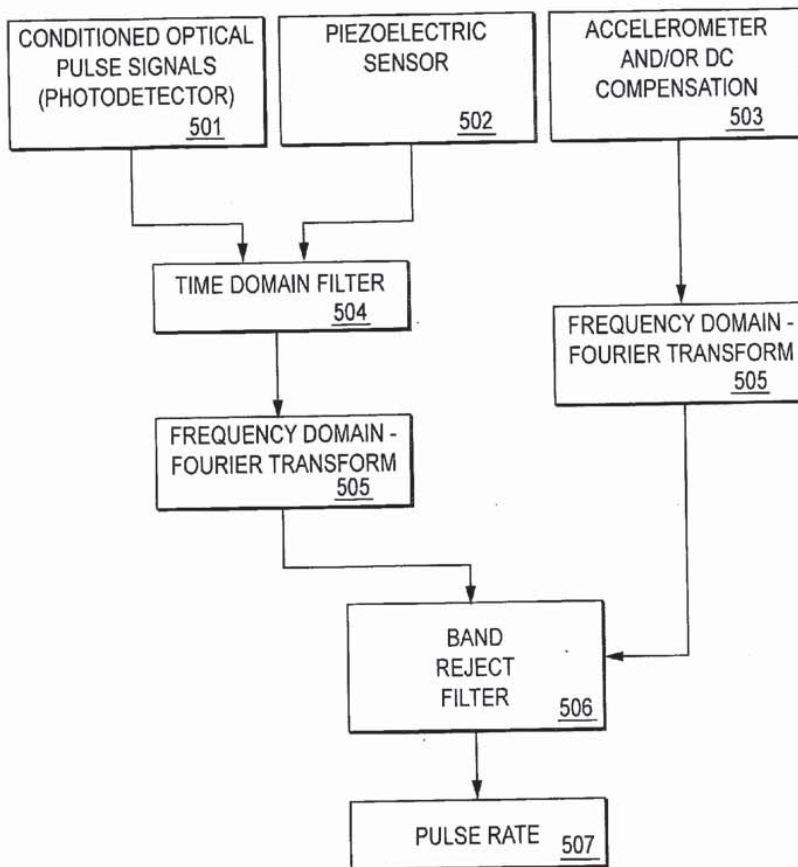 CONDITIONED OPTICAL
PULSE SIGNALS
(PHOTODETECTOR)
501
PIEZOELECTRIC
SENSOR
502
ACCELEROMETER
AND/OR DC
COMPENSATION
503
TIME DOMAIN FILTER
504
FREQUENCY DOMAIN -
FOURIER TRANSFORM
505
FREQUENCY DOMAIN -
FOURIER TRANSFORM
505
BAND
REJECT
FILTER
506
PULSE RATE
507